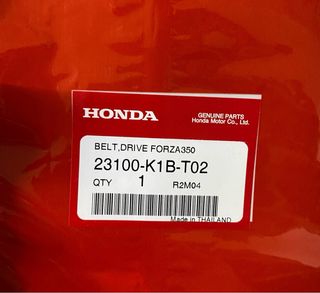 HONDA
GENUINE PARTS
Honda Motor Co., Ltd.
BELT,DRIVE FORZA350
23100-K1B-T02
QTY 1 R2M04
Made in THAILAND